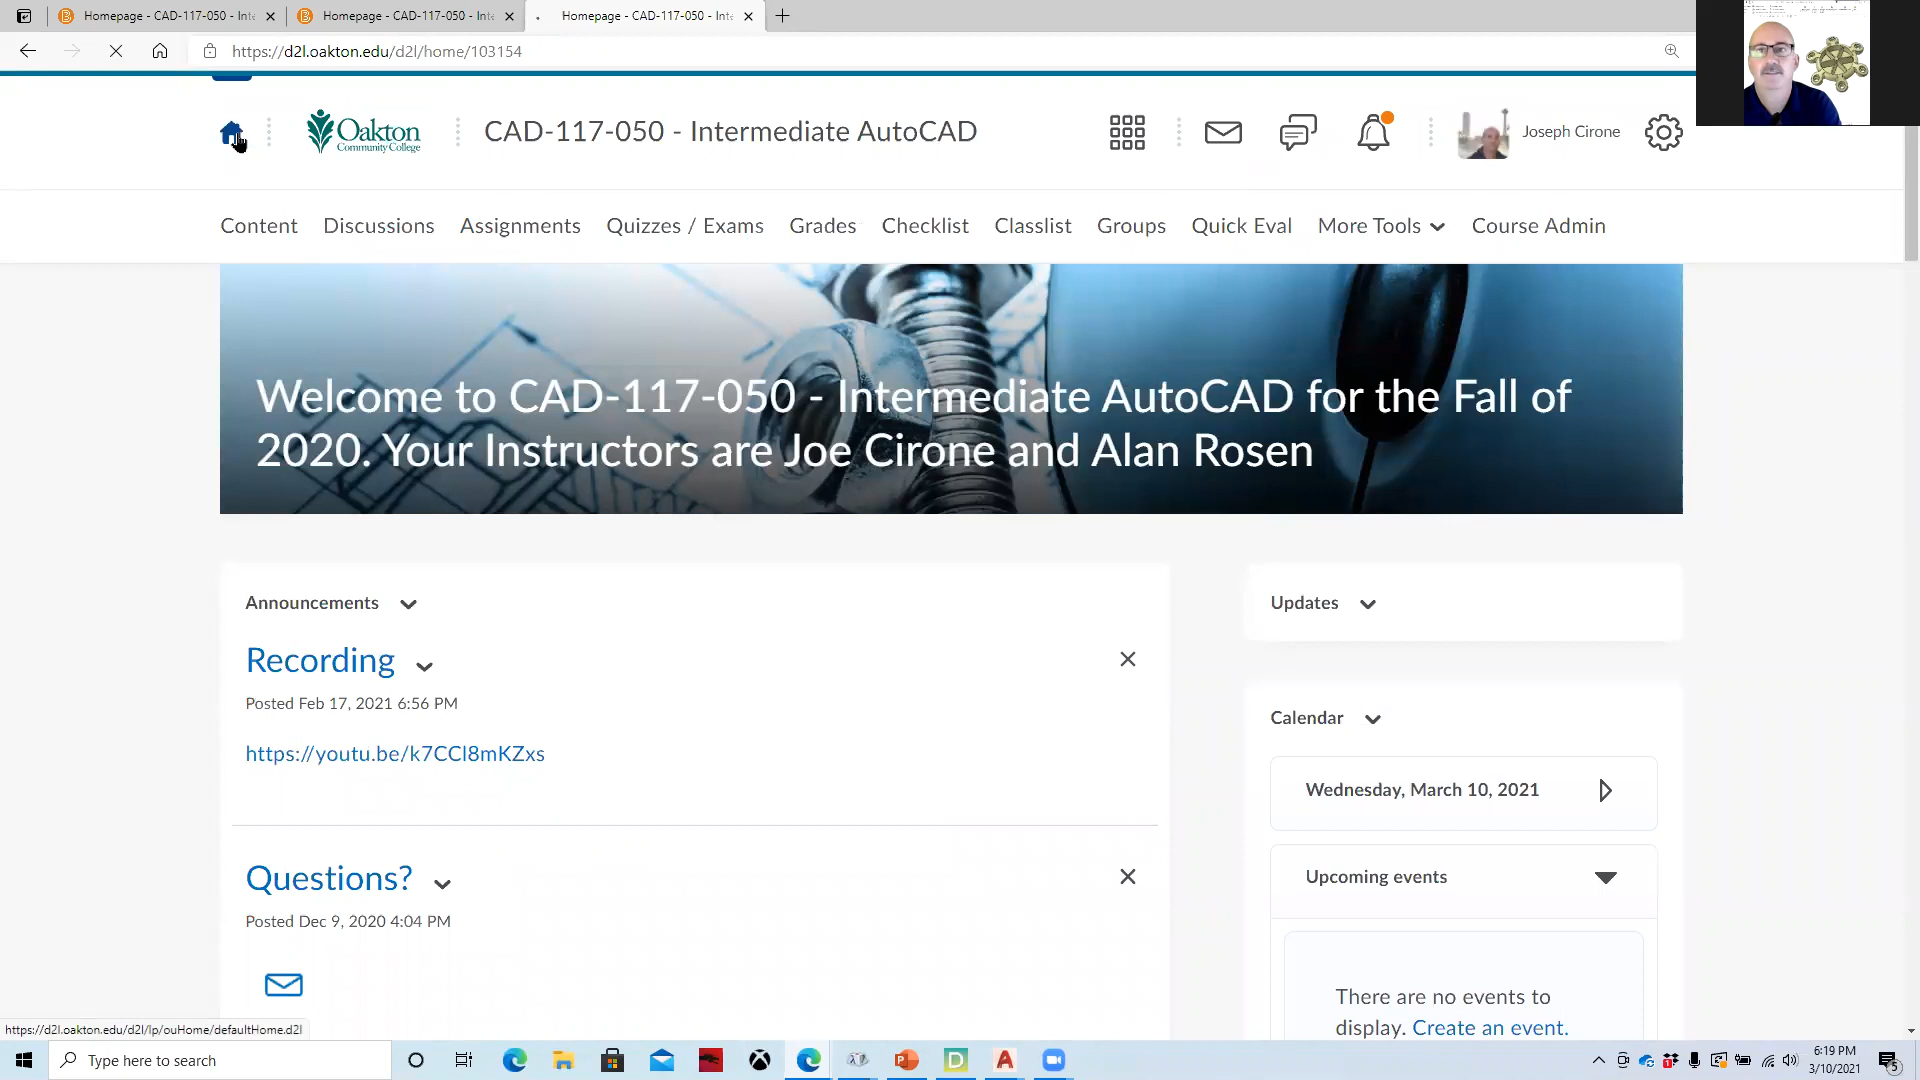 Homepage - CAD-117-050 - Inte
Homepage - CAD-117-050 - Inte
Homepage - CAD-117-050 - Inte
https://d2l.oakton.edu/d2l/home/103154
Oakton
Community College
CAD-117-050 - Intermediate AutoCAD
Joseph Cirone
Content Discussions Assignments Quizzes / Exams Grades Checklist Classlist Groups Quick Eval More Tools Course Admin
Welcome to CAD-117-050 - Intermediate AutoCAD for the Fall of
2020. Your Instructors are Joe Cirone and Alan Rosen
Announcements
Recording
Posted Feb 17, 2021 6:56 PM
https://youtu.be/k7CCl8mKZxs
Questions?
Posted Dec 9, 2020 4:04 PM
Updates
Calendar
Wednesday, March 10, 2021
Upcoming events
There are no events to
display. Create an event.
https://d2l.oakton.edu/d2l/lp/ouHome/defaultHome.d2l
Type here to search
6:19 PM
3/10/2021
5